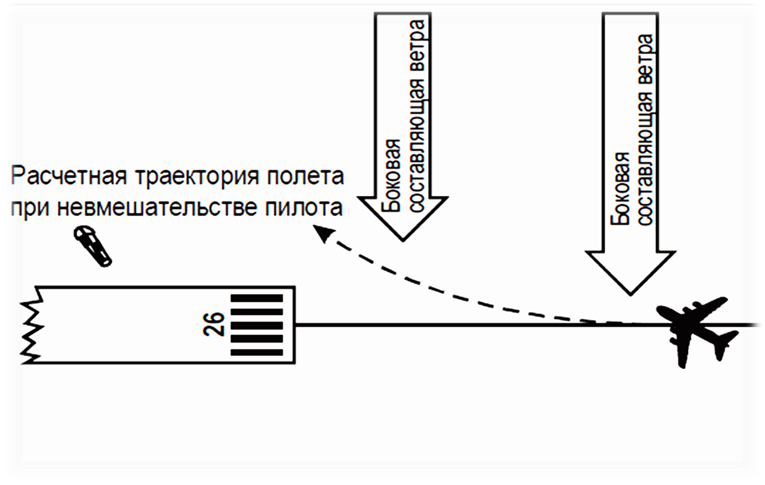 Боковая
составляющая ветра
Боковая
составляющая ветра
Расчетная траектория полета
при невмешательстве пилота
26